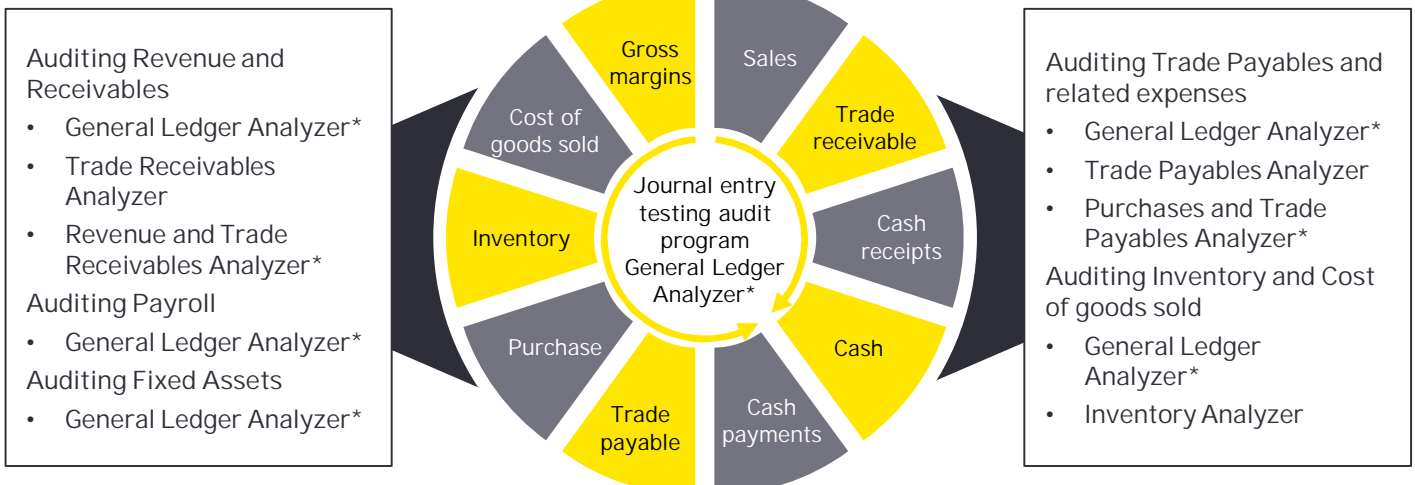 Auditing Revenue and
Receivables
• General Ledger Analyzer*
• Trade Receivables
Analyzer
• Revenue and Trade
Receivables Analyzer*
Auditing Payroll
• General Ledger Analyzer*
Auditing Fixed Assets
• General Ledger Analyzer*
Gross
margins
Sales
Trade
receivable
Cash
receipts
Cash
Cash
payments
Trade
payable
Purchase
Inventory
Cost of
goods sold
Journal entry
testing audit
program
General Ledger
Analyzer*
Auditing Trade Payables and
related expenses
• General Ledger Analyzer*
• Trade Payables Analyzer
• Purchases and Trade
Payables Analyzer*
Auditing Inventory and Cost
of goods sold
• General Ledger
Analyzer*
• Inventory Analyzer